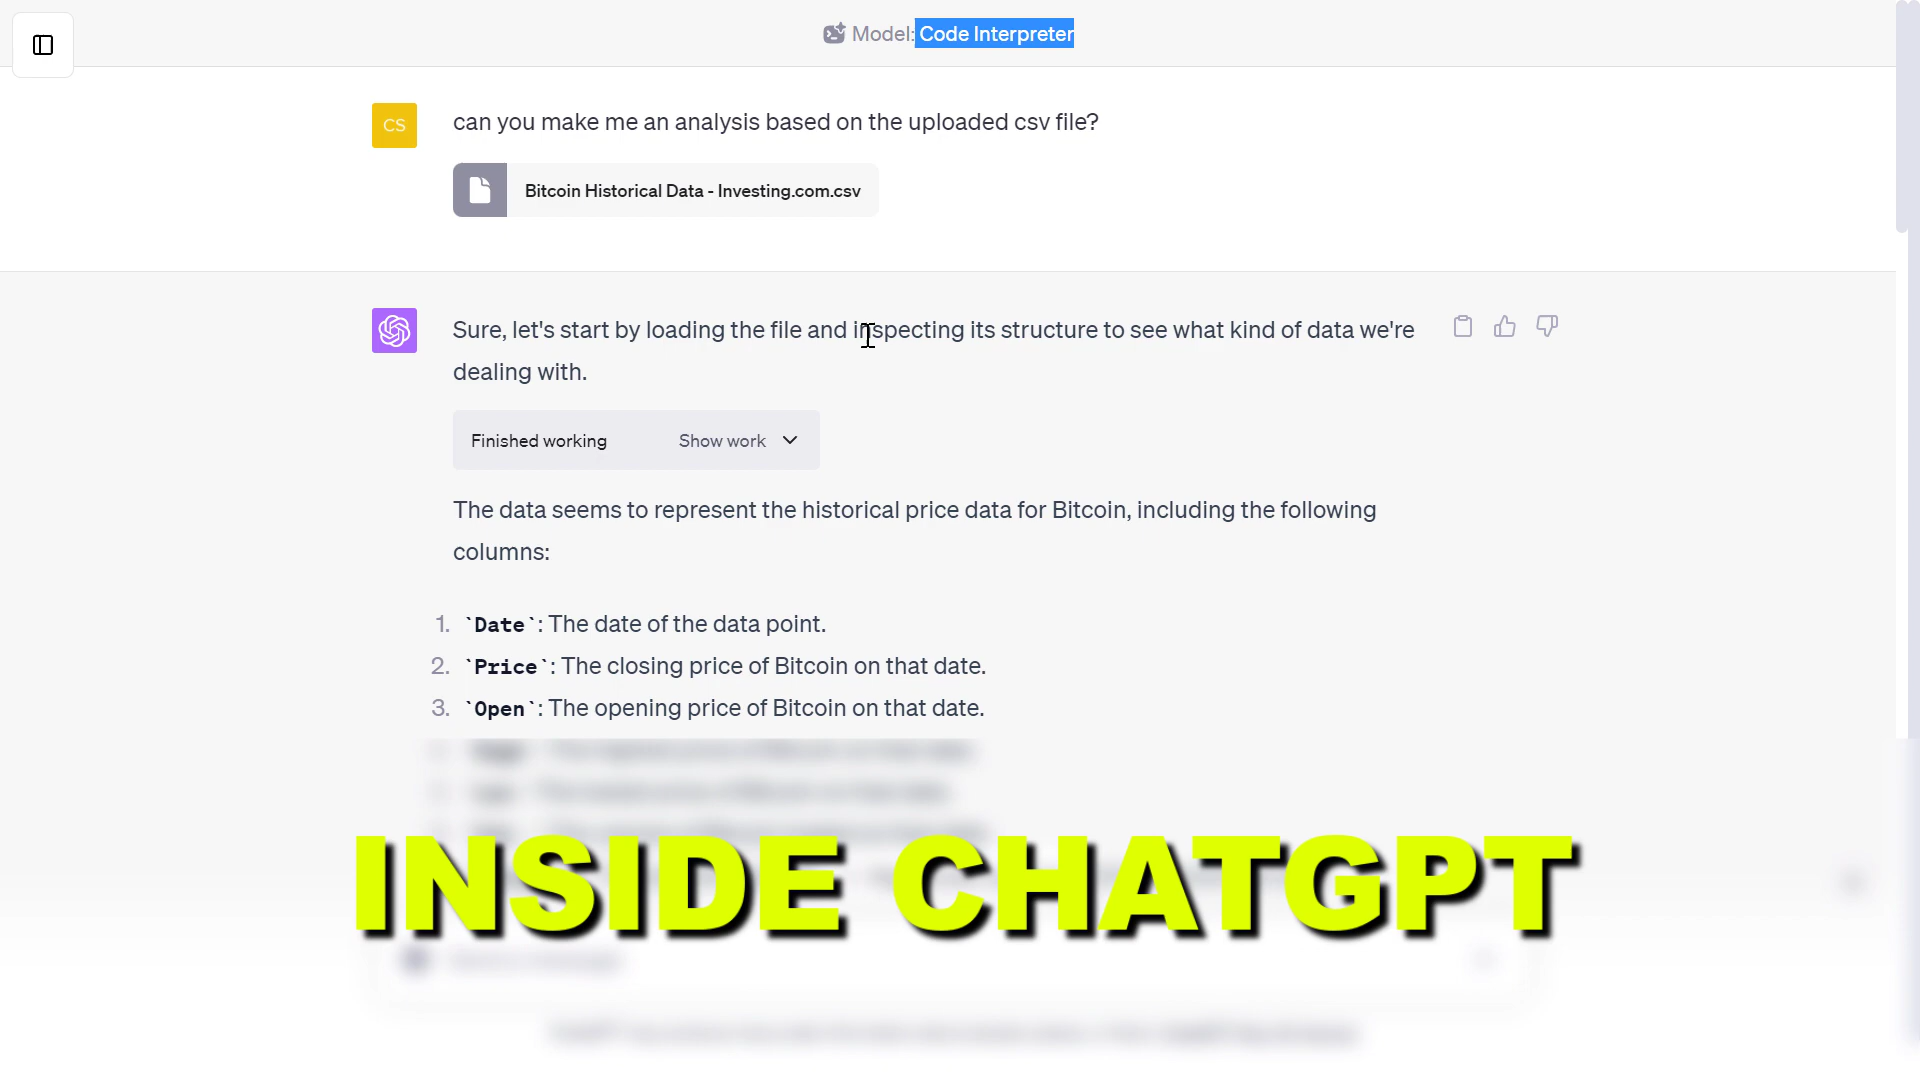 Model: Code Interpreter
CS
can you make me an analysis based on the uploaded csv file?
Bitcoin Historical Data - Investing.com.csv
Sure, let's start by loading the file and inspecting its structure to see what kind of data we're
dealing with.
Finished working Show work
The data seems to represent the historical price data for Bitcoin, including the following
columns:
1. `Date`: The date of the data point.
2. `Price`: The closing price of Bitcoin on that date.
3. `Open`: The opening price of Bitcoin on that date.
INSIDE CHATGPT